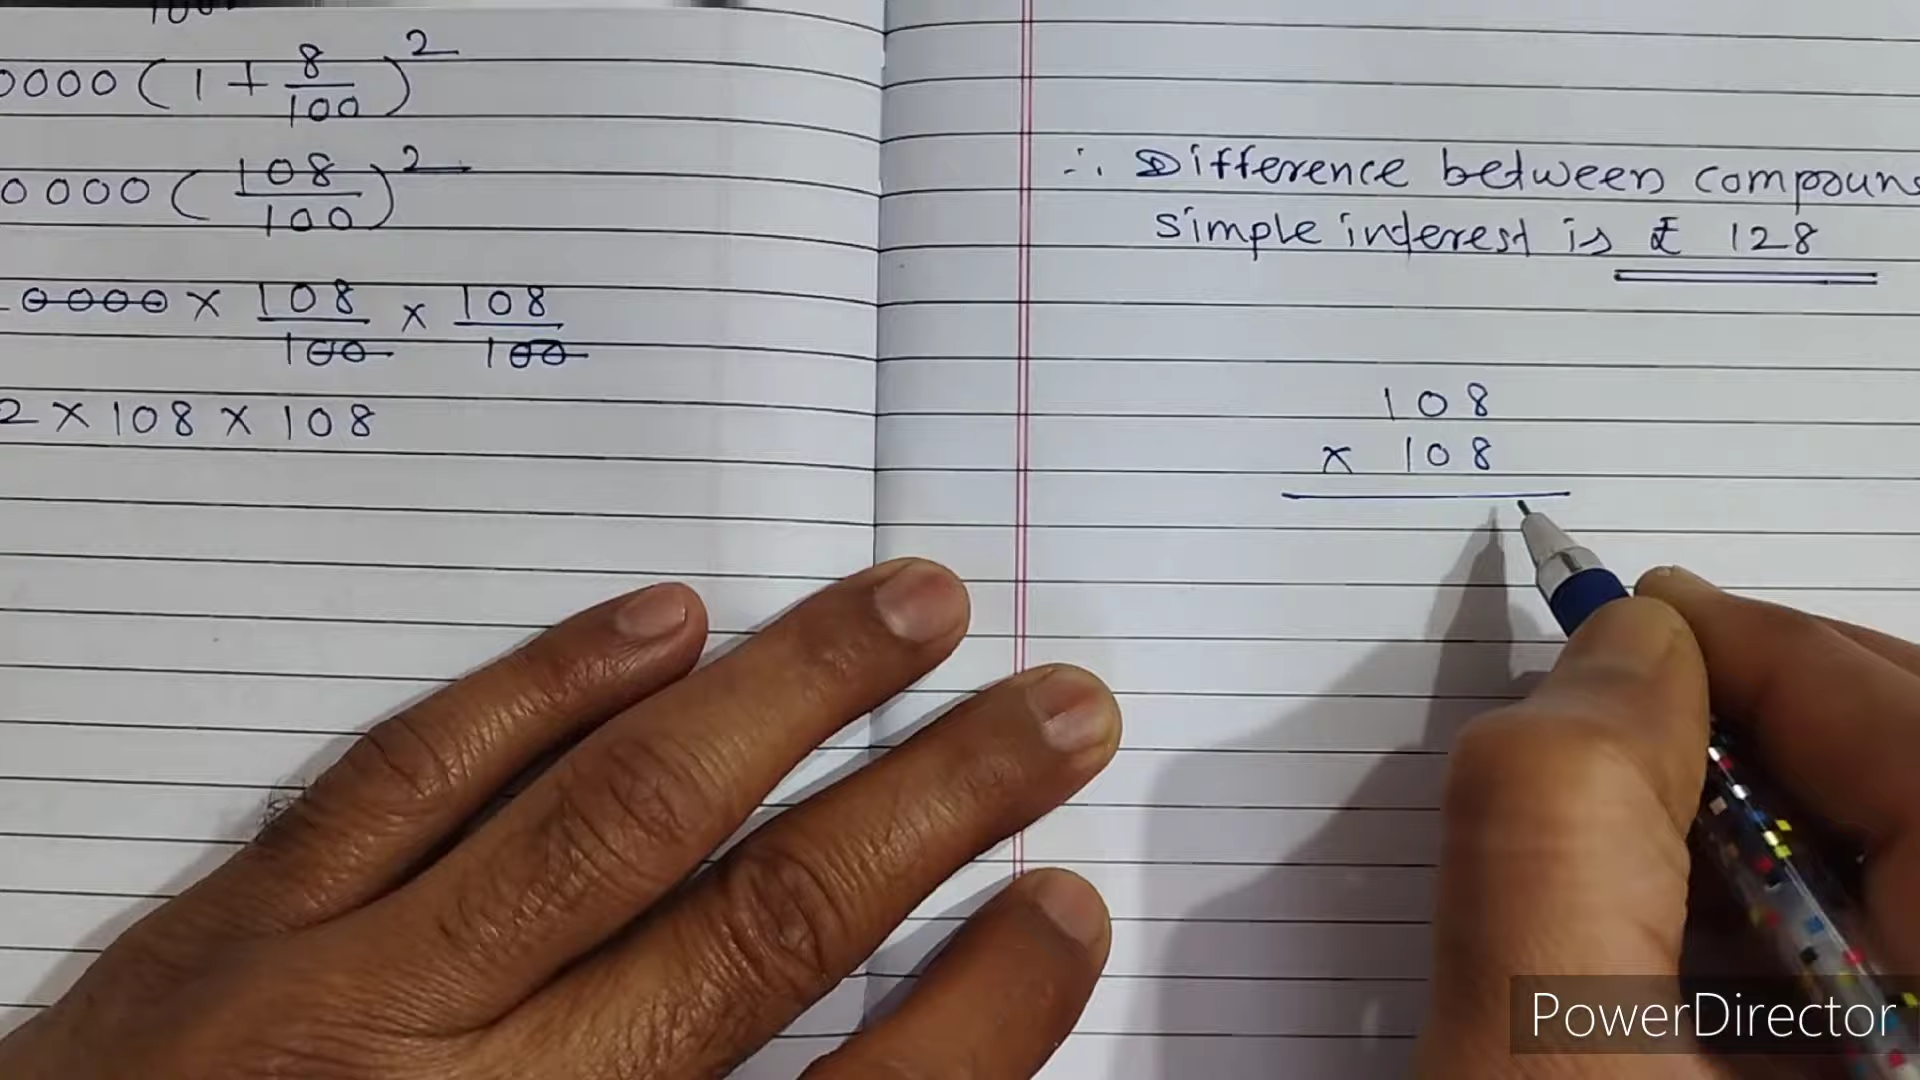 0000 ( 1 + 8/100 )²
0000 ( 108/100 )²
0000 × 108/100 × 108/100
2 × 108 × 108
∴ Difference between compoun
simple interest is ₹ 128
108
× 108
PowerDirector